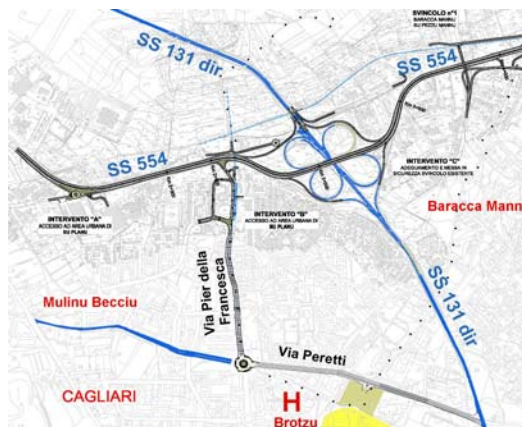 SVINCOLO n°1
BARACCA MANNU
SU PEZZU MANNU
SS 131 dir.
SS 554
SS 554
INTERVENTO "C"
ADEGUAMENTO E MESSA IN
SICUREZZA SVINCOLO ESISTENTE
INTERVENTO "A"
ACCESSO AD AREA URBANA DI
SU PLANU
INTERVENTO "B"
ACCESSO AD AREA URBANA DI
SU PLANU
Baracca Mann
Via Pier della
Francesca
SS 131 dir.
Mulinu Becciu
Via Peretti
CAGLIARI
H
Brotzu